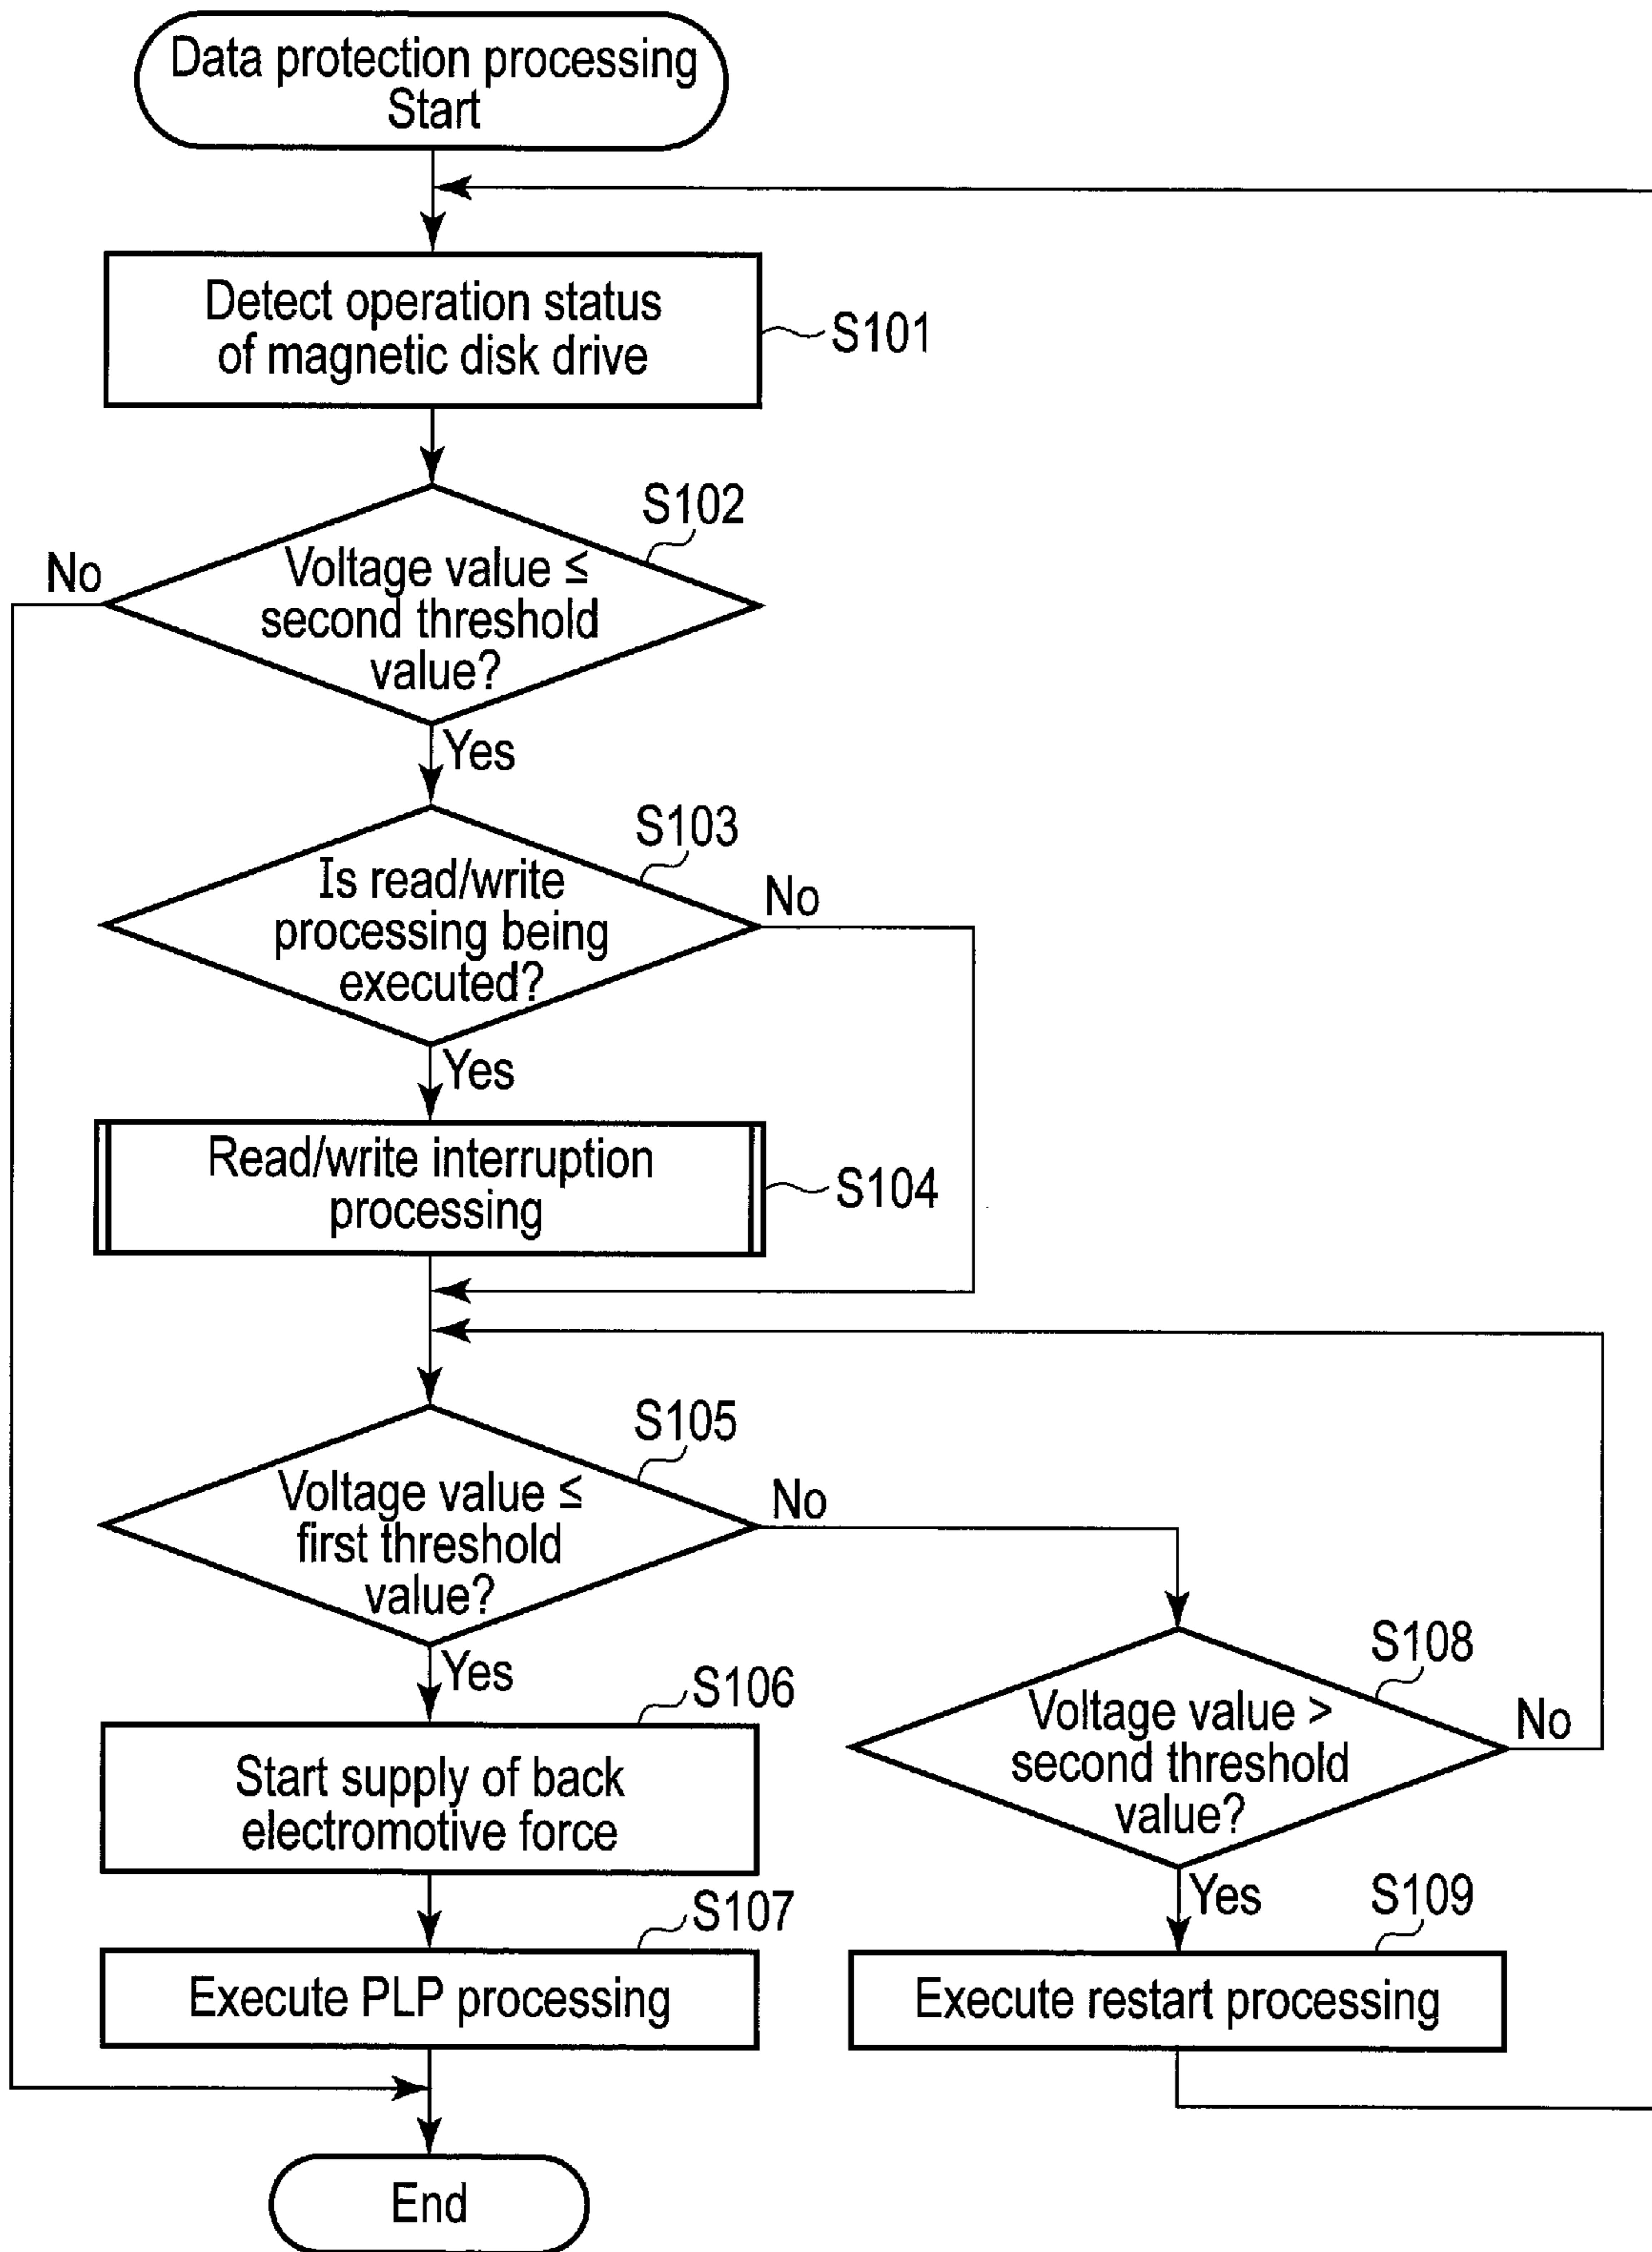 Data protection processing
Start
Detect operation status
of magnetic disk drive
S101
S102
No
Voltage value ≤
second threshold
value?
Yes
S103
Is read/write
processing being
executed?
No
Yes
Read/write interruption
processing
S104
S105
Voltage value ≤
first threshold
value?
No
Yes
S106
Start supply of back
electromotive force
S107
Execute PLP processing
S108
Voltage value >
second threshold
value?
No
Yes
S109
Execute restart processing
End